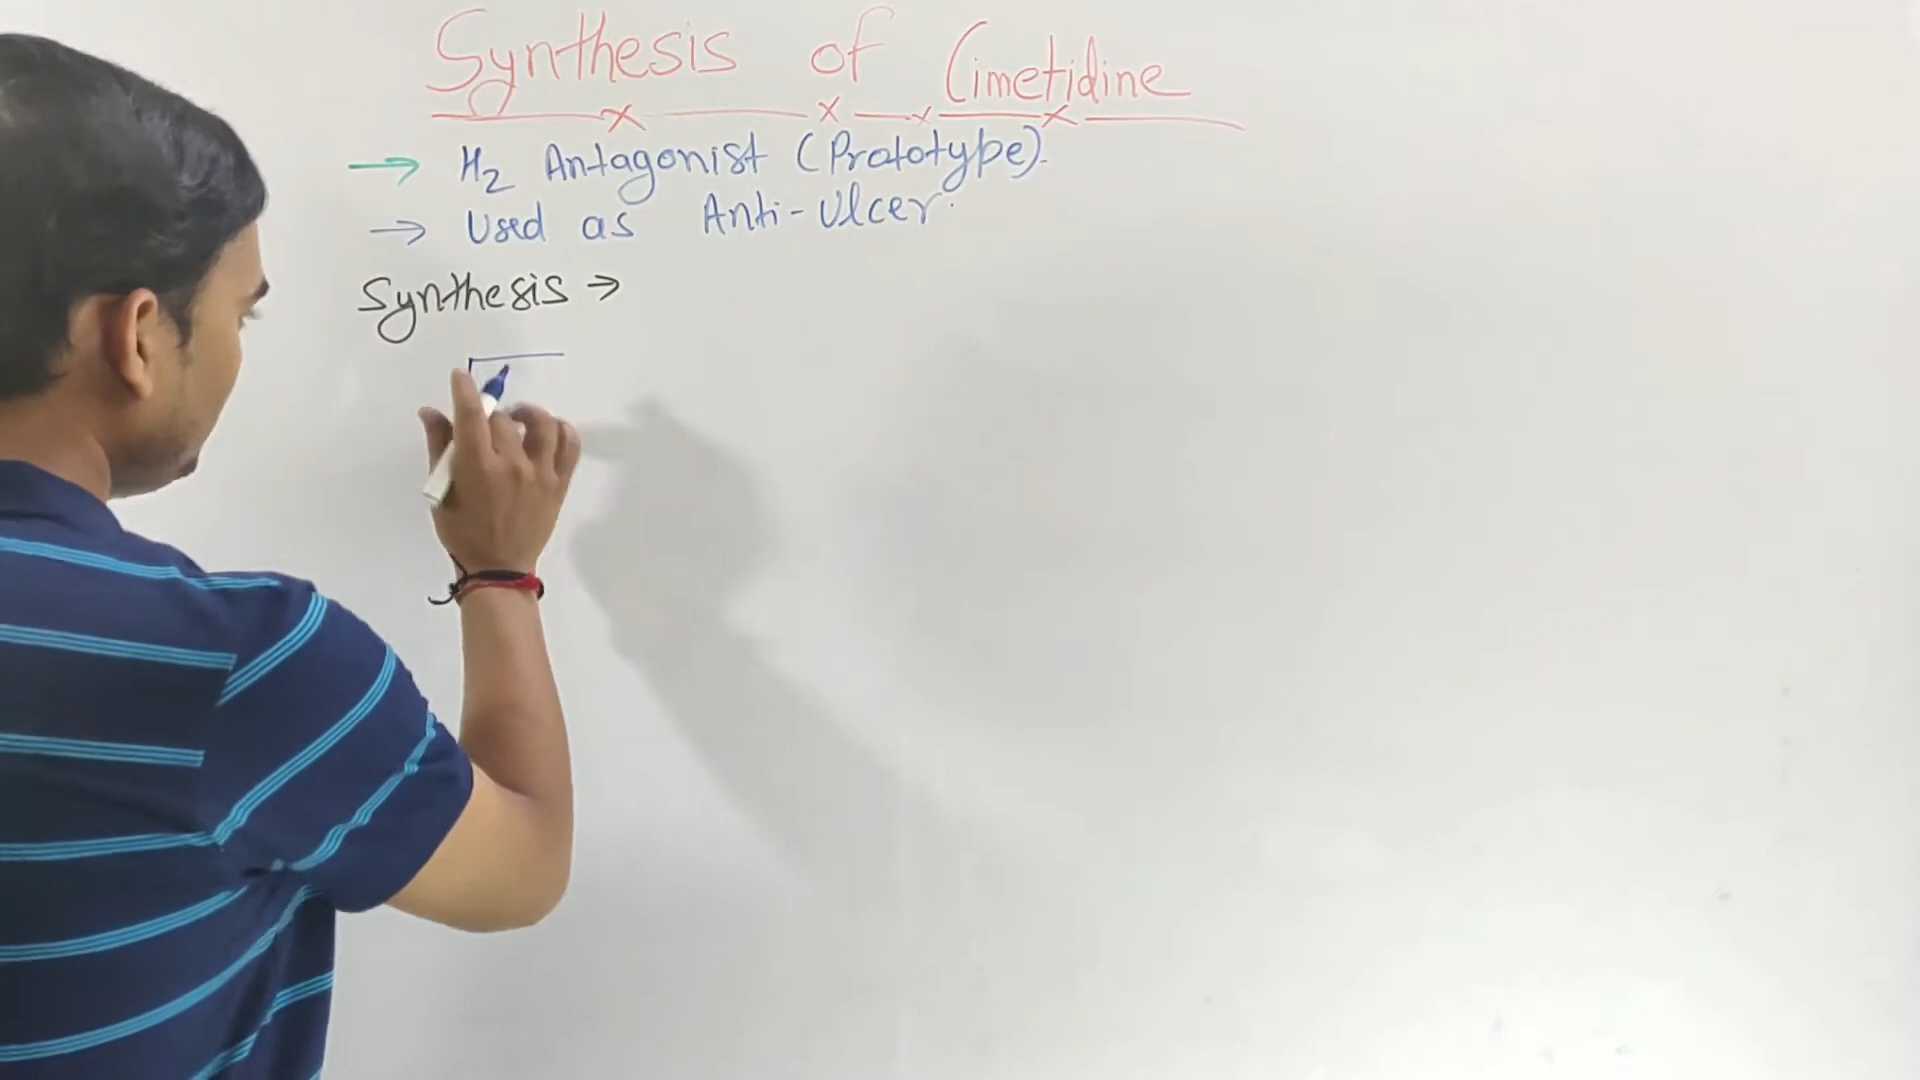 Synthesis of Cimetidine
→ H₂ Antagonist (Prototype).
→ Used as Anti-Ulcer.
Synthesis →